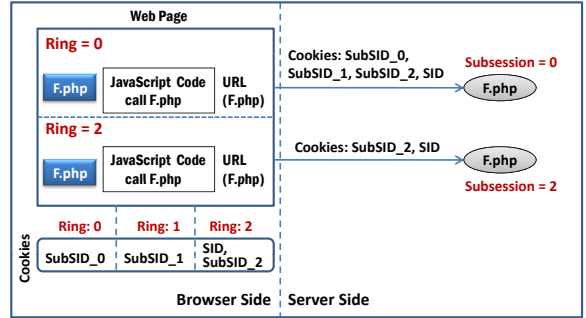 Web Page
Ring = 0
F.php
JavaScript Code
call F.php
URL
(F.php)
Cookies: SubSID_0,
SubSID_1, SubSID_2, SID
Subsession = 0
F.php
Ring = 2
F.php
JavaScript Code
call F.php
URL
(F.php)
Cookies: SubSID_2, SID
F.php
Subsession = 2
Cookies
Ring: 0
Ring: 1
Ring: 2
SubSID_0
SubSID_1
SID,
SubSID_2
Browser Side
Server Side